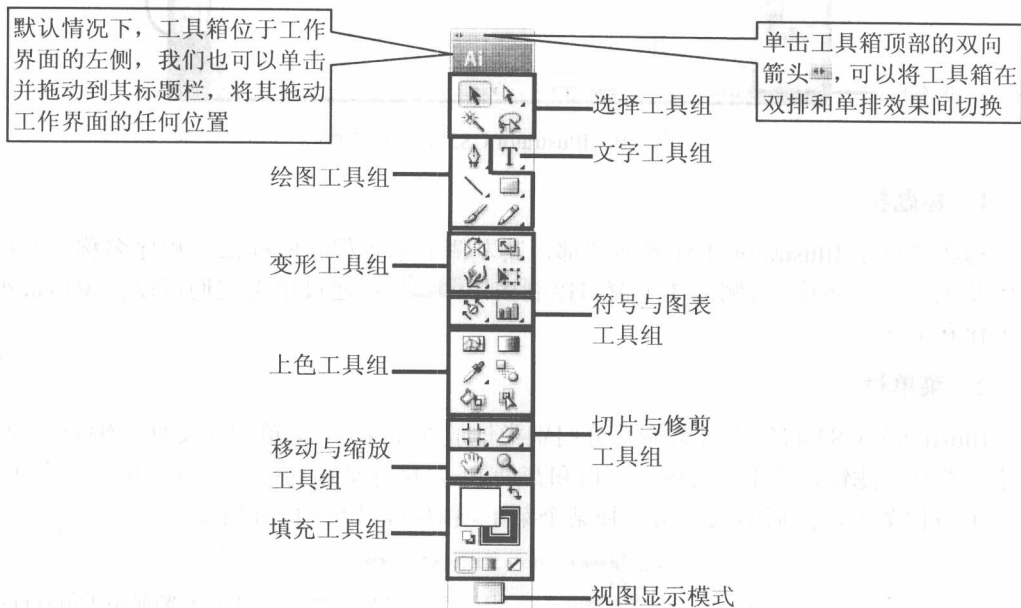 默认情况下，工具箱位于工作
界面的左侧，我们也可以单击
并拖动到其标题栏，将其拖动
工作界面的任何位置
单击工具箱顶部的双向
箭头，可以将工具箱在
双排和单排效果间切换
Ai
选择工具组
T
文字工具组
绘图工具组
变形工具组
符号与图表
工具组
上色工具组
切片与修剪
工具组
移动与缩放
工具组
填充工具组
视图显示模式